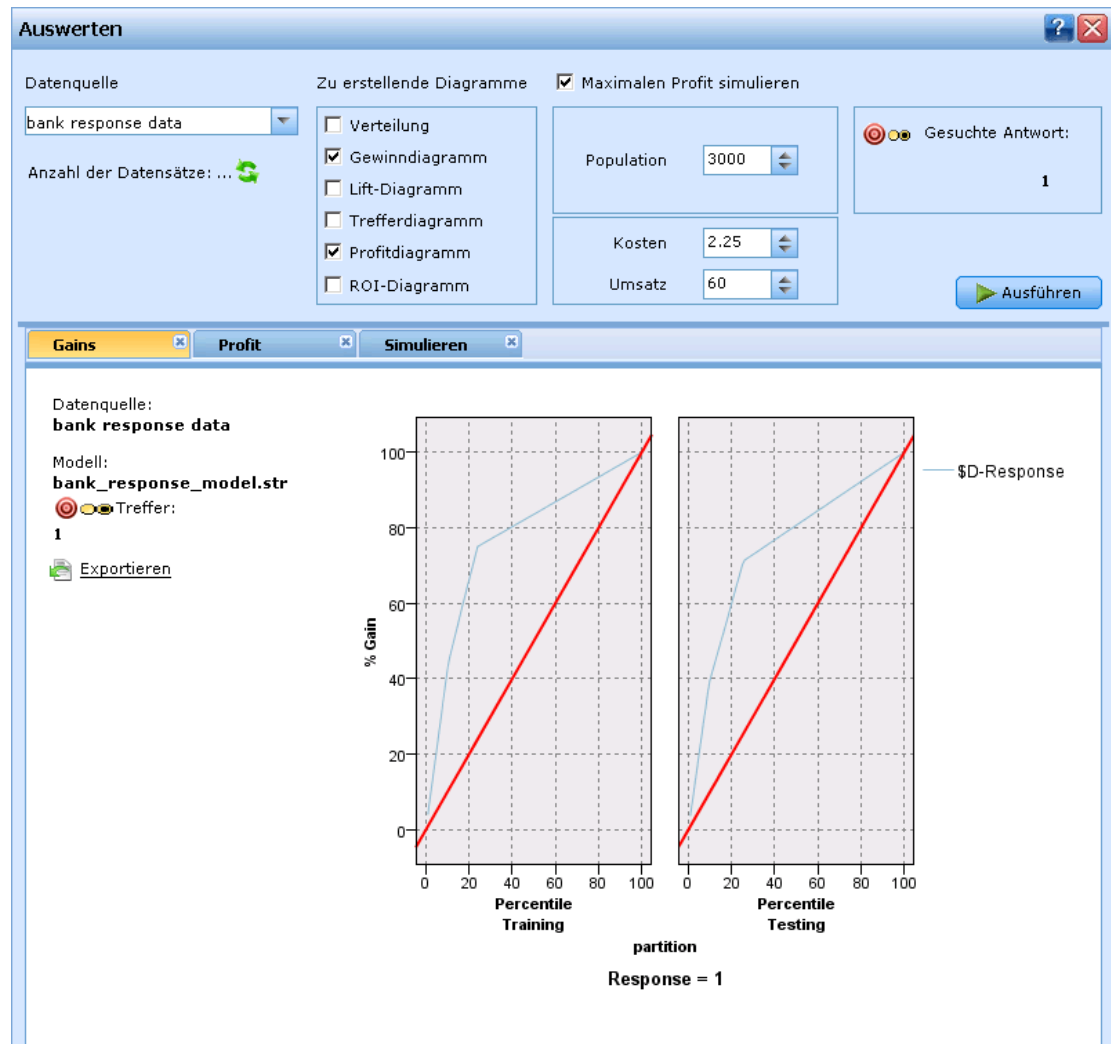 Auswerten
?
Datenquelle
bank response data
Anzahl der Datensätze: ...
Zu erstellende Diagramme
Verteilung
Gewinndiagramm
Lift-Diagramm
Trefferdiagramm
Profitdiagramm
ROI-Diagramm
Maximalen Profit simulieren
Population 3000
Kosten 2.25
Umsatz 60
Gesuchte Antwort:
1
Ausführen
Gains
Profit
Simulieren
Datenquelle:
bank response data
Modell:
bank_response_model.str
Treffer:
1
Exportieren
% Gain
100
80
60
40
20
0
0 20 40 60 80 100
Percentile
Training
0 20 40 60 80 100
Percentile
Testing
partition
Response = 1
$D-Response